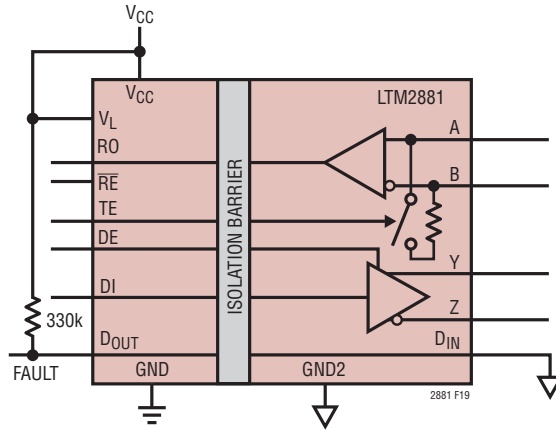 VCC
VCC
LTM2881
VL
A
RO
B
RE
TE
DE
Y
DI
Z
330k
DOUT
DIN
FAULT
GND
GND2
ISOLATION BARRIER
2881 F19